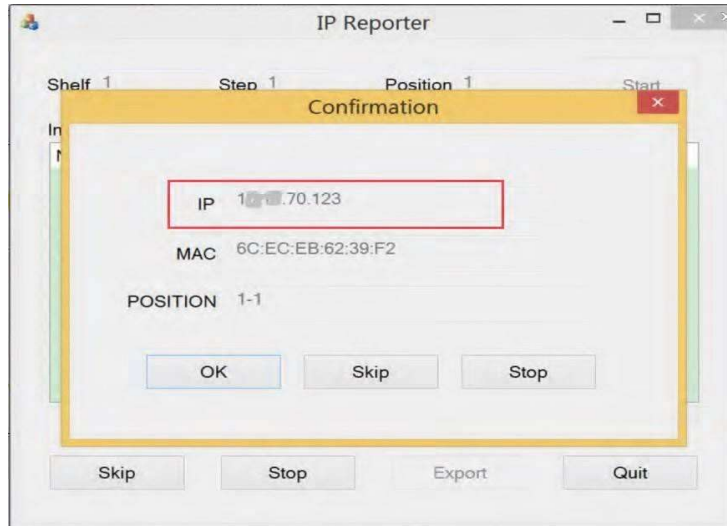 IP Reporter
Shelf 1 Step 1 Position 1 Start
Confirmation
IP .70.123
MAC 6C:EC:EB:62:39:F2
POSITION 1-1
OK Skip Stop
Skip Stop Export Quit